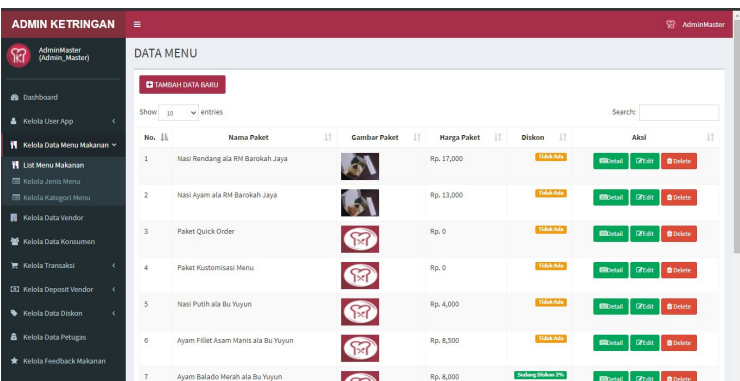 ADMIN KETRINGAN
AdminMaster
AdminMaster
(Admin_Master)
Dashboard
Kelola User App
Kelola Data Menu Makanan
List Menu Makanan
Kelola Jenis Menu
Kelola Kategori Menu
Kelola Data Vendor
Kelola Data Konsumen
Kelola Transaksi
Kelola Deposit Vendor
Kelola Data Diskon
Kelola Data Petugas
Kelola Feedback Makanan
DATA MENU
TAMBAH DATA BARU
Show 10 entries Search:
No. Nama Paket Gambar Paket Harga Paket Diskon Aksi
1 Nasi Rendang ala RM Barokah Jaya Rp. 17,000 Tidak Ada Detail Edit Delete
2 Nasi Ayam ala RM Barokah Jaya Rp. 13,000 Tidak Ada Detail Edit Delete
3 Paket Quick Order Rp. 0 Tidak Ada Detail Edit Delete
4 Paket Kustomisasi Menu Rp. 0 Tidak Ada Detail Edit Delete
5 Nasi Putih ala Bu Yuyun Rp. 4,000 Tidak Ada Detail Edit Delete
6 Ayam Fillet Asam Manis ala Bu Yuyun Rp. 8,500 Tidak Ada Detail Edit Delete
7 Ayam Balado Merah ala Bu Yuyun Rp. 8,000 Sedang Diskon 2% Detail Edit Delete